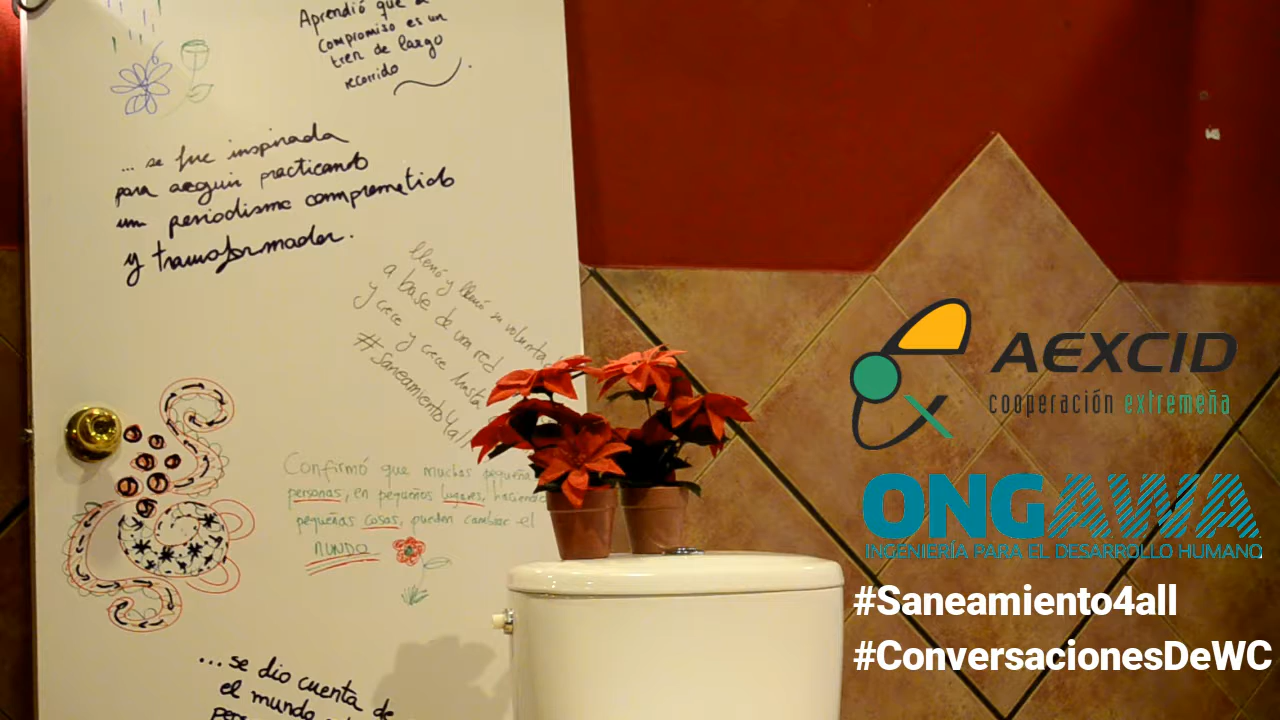 Aprendió que a
compromiso es un
tren de largo
recorrido
... se fue inspirada
para seguir practicando
un periodismo comprometido
y transformador.
llenó y llenó su volunta
a base de una red
y crece y crece hasta
#saneamiento4all
Confirmó que muchas pequeña
personas, en pequeños lugares, haciendo
pequeñas cosas, pueden cambiar el
MUNDO
...se dio cuenta de
el mundo
AEXCID
cooperación extremeña
ONGAWA
INGENIERÍA PARA EL DESARROLLO HUMANO
#Saneamiento4all
#ConversacionesDeWC